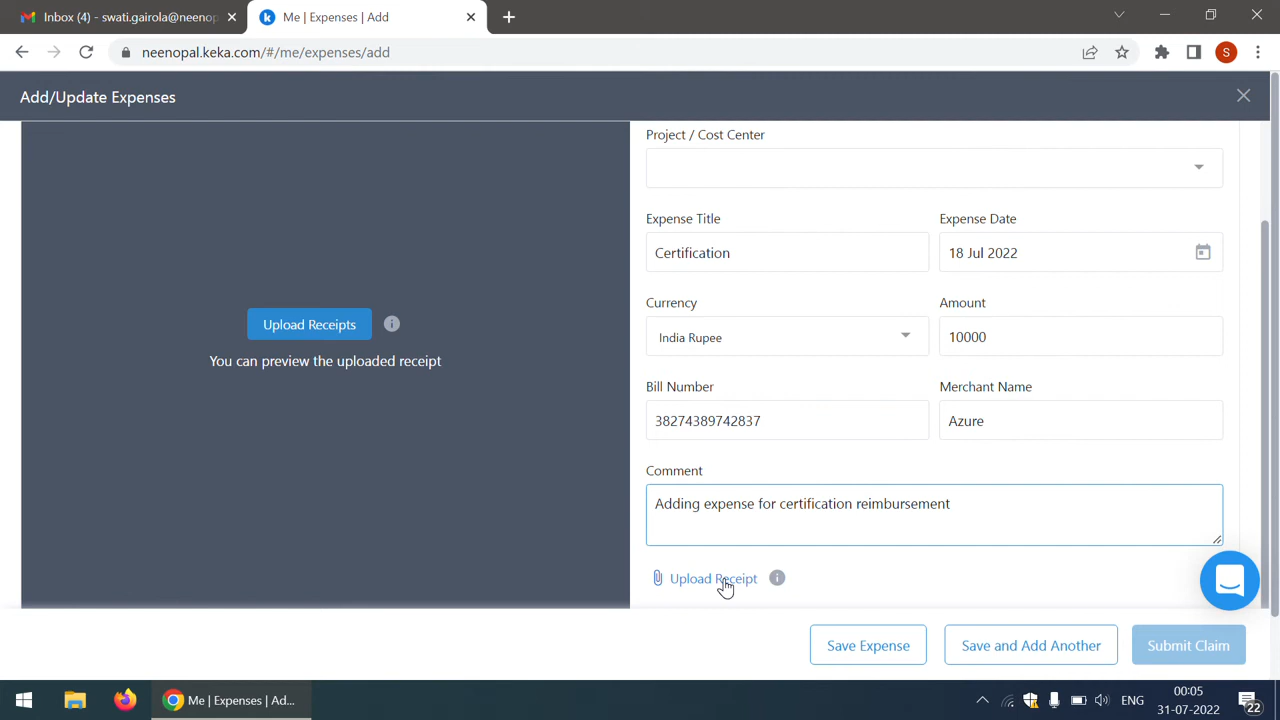 Inbox (4) - swati.gairola@neenop
Me | Expenses | Add
neenopal.keka.com/#/me/expenses/add
S
Add/Update Expenses
Project / Cost Center
Expense Title
Expense Date
Certification
18 Jul 2022
Currency
Amount
India Rupee
10000
Upload Receipts
You can preview the uploaded receipt
Bill Number
Merchant Name
38274389742837
Azure
Comment
Adding expense for certification reimbursement
Upload Receipt
Save Expense
Save and Add Another
Submit Claim
Me | Expenses | Ad...
ENG
00:05
31-07-2022
22